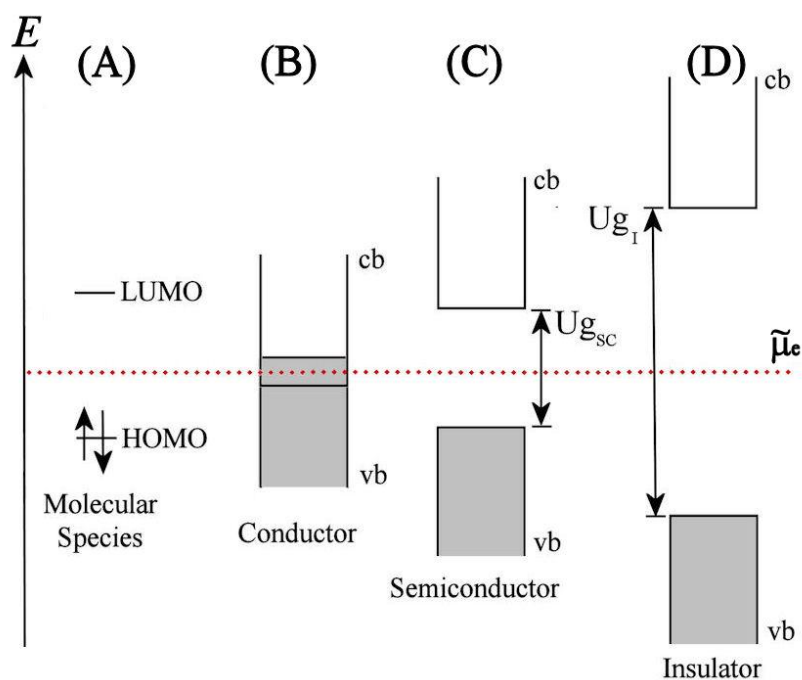 E
(A)
(B)
(C)
(D)
cb
cb
cb
Ug_I
LUMO
Ug_SC
μ̃e
HOMO
vb
Molecular
Species
Conductor
vb
Semiconductor
vb
Insulator